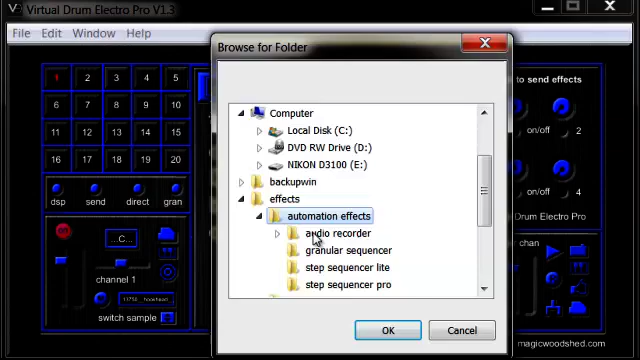 Virtual Drum Electro Pro V1.3
File Edit Window Help
Browse for Folder
1 2 3 4 5
6 7 8 9 10
11 12 13 14 15
16 17 18 19 20
dsp send direct gran
...C...
channel 1
switch sample
Computer
Local Disk (C:)
DVD RW Drive (D:)
NIKON D3100 (E:)
backupwin
effects
automation effects
audio recorder
granular sequencer
step sequencer lite
step sequencer pro
OK Cancel
to send effects
on/off 2
on/off 4
Drum Electro Pro
chan
magicwoodshed.com